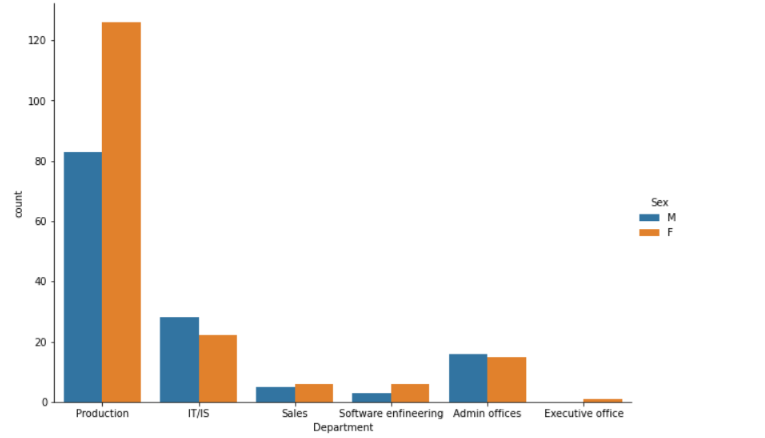 120
100
80
60
40
20
0
count
Production IT/IS Sales Software enfineering Admin offices Executive office
Department
Sex
M
F